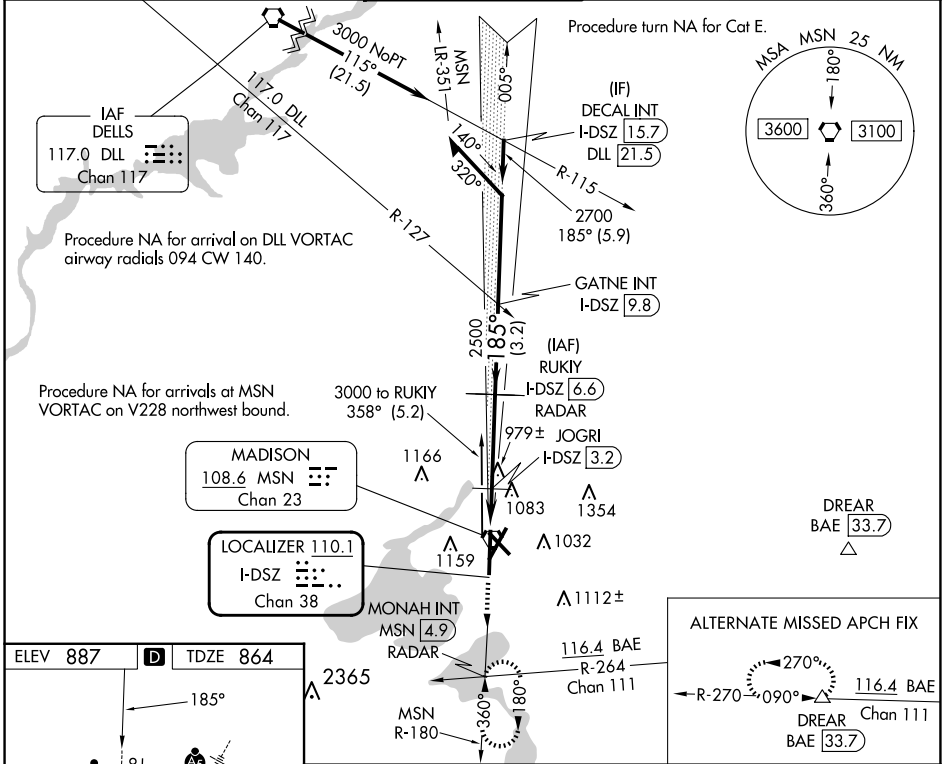 Procedure turn NA for Cat E.
MSA MSN 25 NM
180°
3600
3100
360°
3000 NoPT
115°
(21.5)
MSN
LR-351
005°
(IF)
DECAL INT
I-DSZ 15.7
DLL 21.5
117.0 DLL
Chan 117
IAF
DELLS
117.0 DLL
Chan 117
140°
320°
R-115
2700
185° (5.9)
R-127
Procedure NA for arrival on DLL VORTAC
airway radials 094 CW 140.
GATNE INT
I-DSZ 9.8
2500
185°
(3.2)
(IAF)
RUKIY
I-DSZ 6.6
RADAR
Procedure NA for arrivals at MSN
VORTAC on V228 northwest bound.
3000 to RUKIY
358° (5.2)
979± JOGRI
I-DSZ 3.2
1166
1083
1354
MADISON
108.6 MSN
Chan 23
DREAR
BAE 33.7
1159
1032
LOCALIZER 110.1
I-DSZ
Chan 38
1112±
MONAH INT
MSN 4.9
RADAR
116.4 BAE
R-264
Chan 111
ALTERNATE MISSED APCH FIX
270°
R-270
090°
116.4 BAE
Chan 111
DREAR
BAE 33.7
2365
MSN
R-180
360°
180°
ELEV 887 D TDZE 864
185°